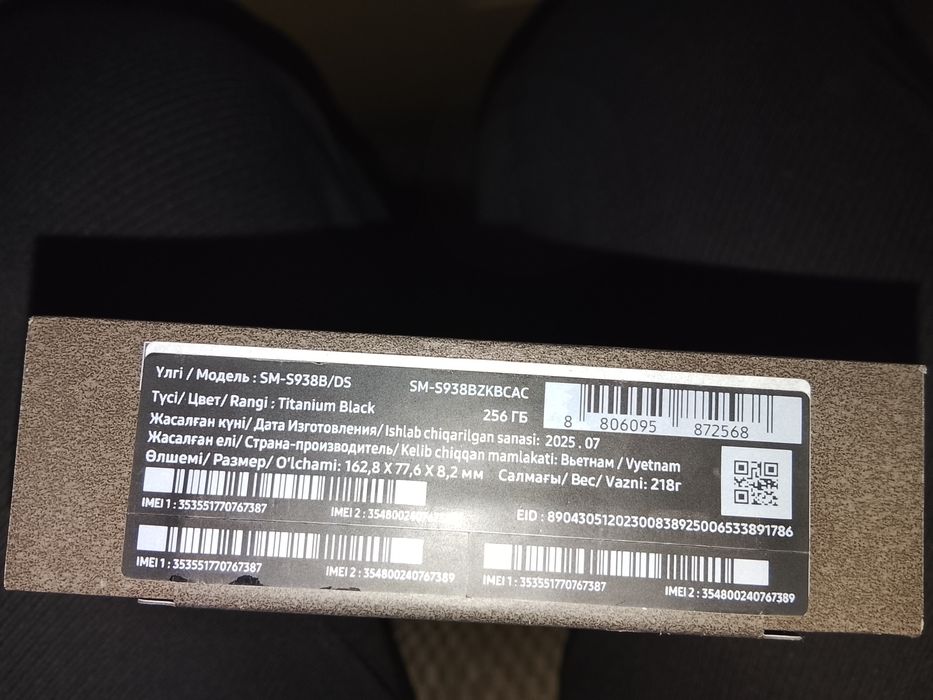 Үлгі / Модель : SM-S938B/DS SM-S938BZKBCAC
Түсі/ Цвет/ Rangi : Titanium Black 256 ГБ
8 806095 872568
Жасалған күні/ Дата Изготовления/ Ishlab chiqarilgan sanasi: 2025 . 07
Жасалған елі/ Страна-производитель/ Kelib chiqqan mamlakati: Вьетнам / Vyetnam
Өлшемі/ Размер/ O'lchami: 162,8 X 77,6 X 8,2 мм Салмағы/ Вес/ Vazni: 218г
IMEI 1 : 353551770767387 IMEI 2 : 354800240767389
EID : 89043051202300838925006533891786
IMEI 1 : 353551770767387 IMEI 2 : 354800240767389
IMEI 1 : 353551770767387 IMEI 2 : 354800240767389